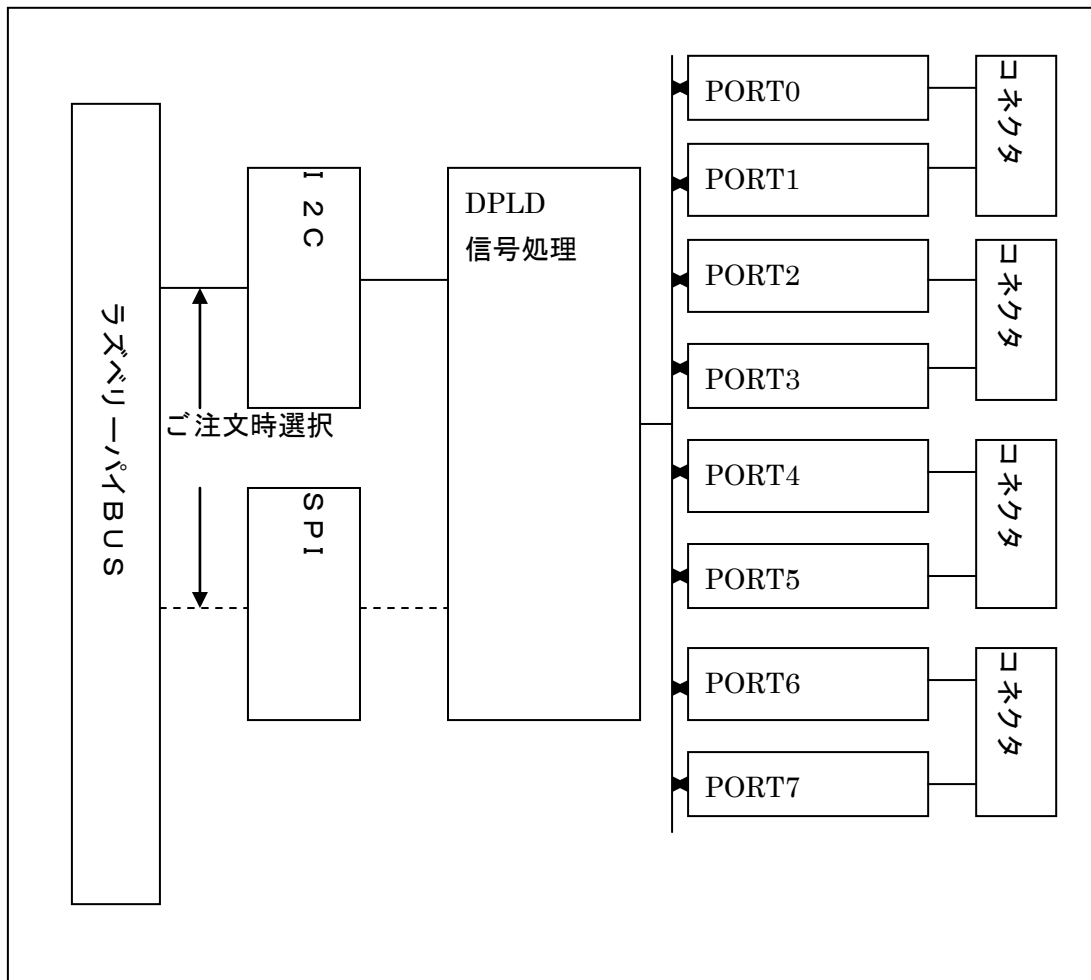 ラズベリーパイBUS
I2C
ご注文時選択
SPI
DPLD
信号処理
PORT0
PORT1
コネクタ
PORT2
PORT3
コネクタ
PORT4
PORT5
コネクタ
PORT6
PORT7
コネクタ